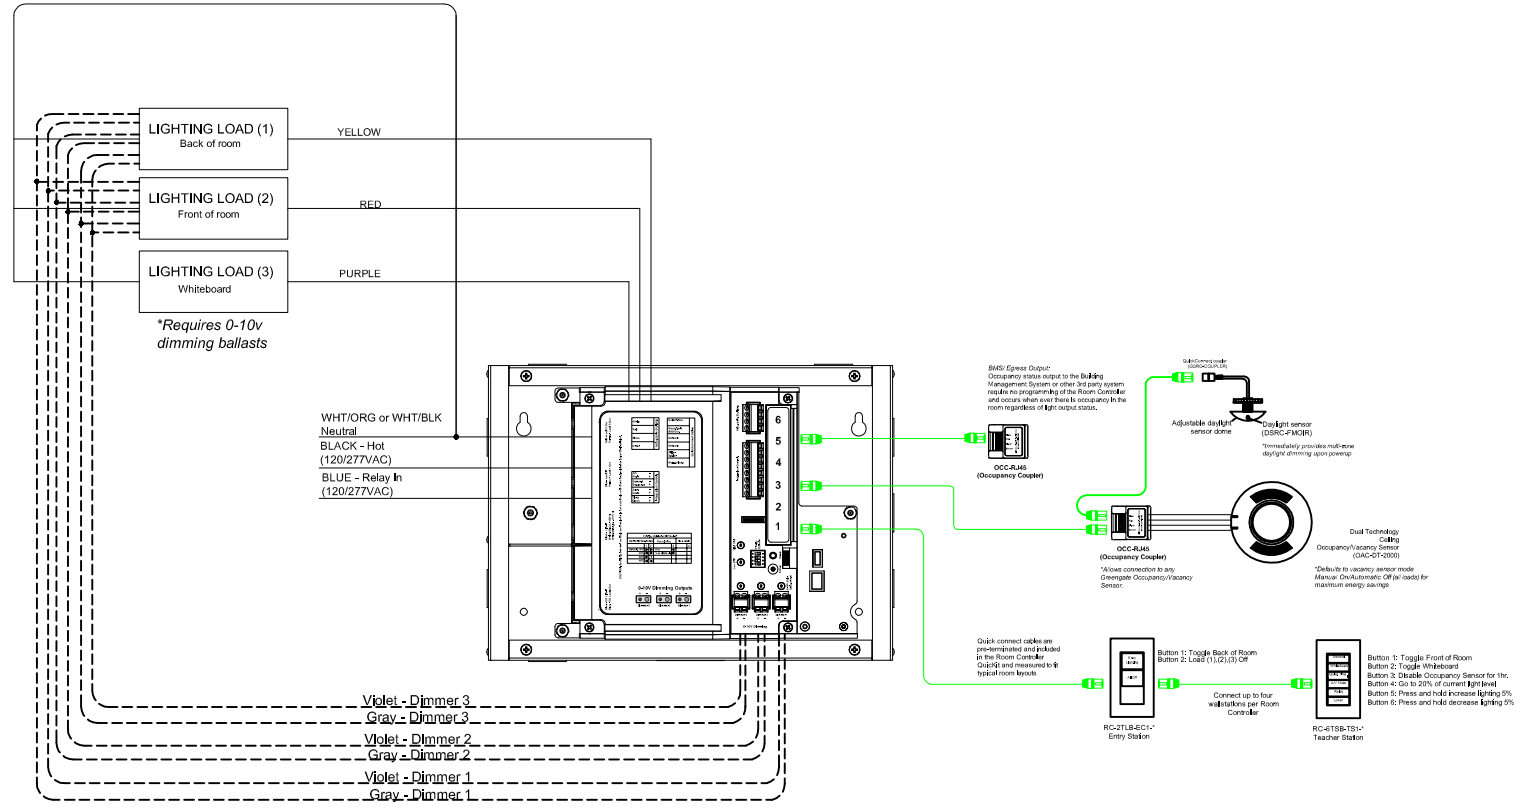 LIGHTING LOAD (1)
Back of room
YELLOW
LIGHTING LOAD (2)
Front of room
RED
LIGHTING LOAD (3)
Whiteboard
PURPLE
*Requires 0-10v
dimming ballasts
WHT/ORG or WHT/BLK
Neutral
BLACK - Hot
(120/277VAC)
BLUE - Relay In
(120/277VAC)
6
5
4
3
2
1
0-10V Dimming Outputs
0-10V Dimming
Violet - Dimmer 3
Gray - Dimmer 3
Violet - Dimmer 2
Gray - Dimmer 2
Violet - Dimmer 1
Gray - Dimmer 1
BMS/ Egress Output:
Occupancy status output to the Building
Management System or other 3rd party system
require no programming of the Room Controller
and occurs when ever there is occupancy in the
room regardless of light output status.
OCC-RJ45
(Occupancy Coupler)
QuickConnect coupler
Adjustable daylight
sensor dome
Daylight sensor
(DSRC-FMOIR)
*Immediately provides multi-zone
daylight dimming upon powerup
OCC-RJ45
(Occupancy Coupler)
*Allows connection to any
Greengate Occupancy/Vacancy
Sensor.
Dual Technology
Ceiling
Occupancy/Vacancy Sensor
(OAC-DT-2000)
*Defaults to vacancy sensor mode
Manual On/Automatic Off (all loads) for
maximum energy savings
Quick connect cables are
pre-terminated and included
in the Room Controller
QuicKit and measured to fit
typical room layouts
Button 1: Toggle Back of Room
Button 2: Load (1),(2),(3) Off
RC-2TLB-EC1-*
Entry Station
Connect up to four
wallstations per Room
Controller
Button 1: Toggle Front of Room
Button 2: Toggle Whiteboard
Button 3: Disable Occupancy Sensor for 1hr.
Button 4: Go to 20% of current light level
Button 5: Press and hold increase lighting 5%
Button 6: Press and hold decrease lighting 5%
RC-6TSB-TS1-*
Teacher Station